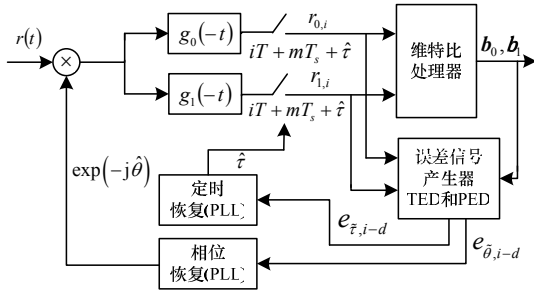 r(t)
×
g₀(−t)
iT + mTₛ + τ̂
r₀,ᵢ
g₁(−t)
iT + mTₛ + τ̂
r₁,ᵢ
维特比
处理器
b₀, b₁
exp(−jθ̂)
τ̂
定时
恢复(PLL)
误差信号
产生器
TED和PED
e_{τ̃,i−d}
相位
恢复(PLL)
e_{θ̃,i−d}